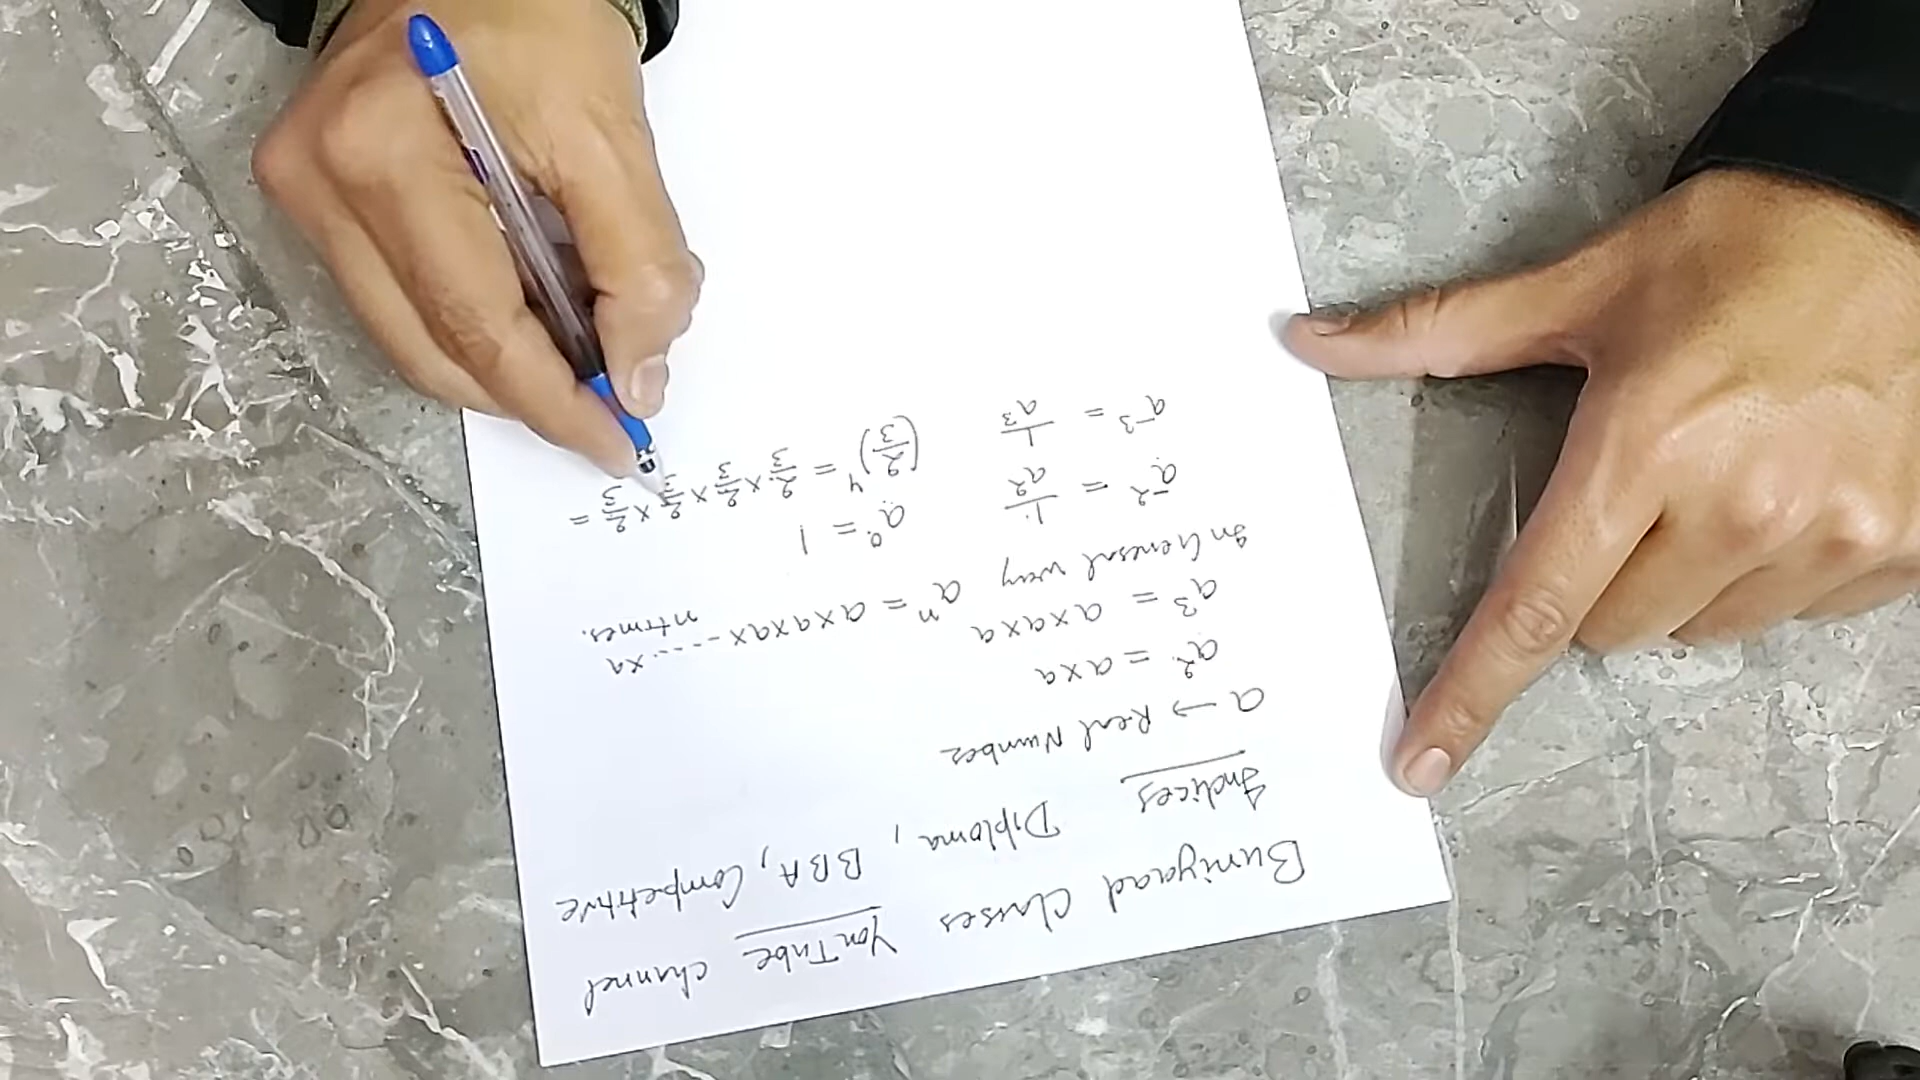 Buniyaad Classes YouTube channel
Indices Diploma, BBA, Competitive
a → Real Number
a² = a×a
a³ = a×a×a
In General way aⁿ = a×a×a×-----×a
n times.
a⁻² = 1/a² a⁰ = 1
a⁻³ = 1/a³ (2/3)⁴ = 2/3 × 2/3 × 2/3 × 2/3 =